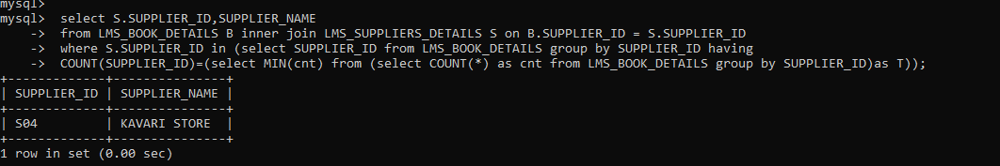 mysql>
mysql>  select S.SUPPLIER_ID,SUPPLIER_NAME
    ->  from LMS_BOOK_DETAILS B inner join LMS_SUPPLIERS_DETAILS S on B.SUPPLIER_ID = S.SUPPLIER_ID
    ->  where S.SUPPLIER_ID in (select SUPPLIER_ID from LMS_BOOK_DETAILS group by SUPPLIER_ID having
    ->  COUNT(SUPPLIER_ID)=(select MIN(cnt) from (select COUNT(*) as cnt from LMS_BOOK_DETAILS group by SUPPLIER_ID)as T));
+-------------+---------------+
| SUPPLIER_ID | SUPPLIER_NAME |
+-------------+---------------+
| S04         | KAVARI STORE  |
+-------------+---------------+
1 row in set (0.00 sec)